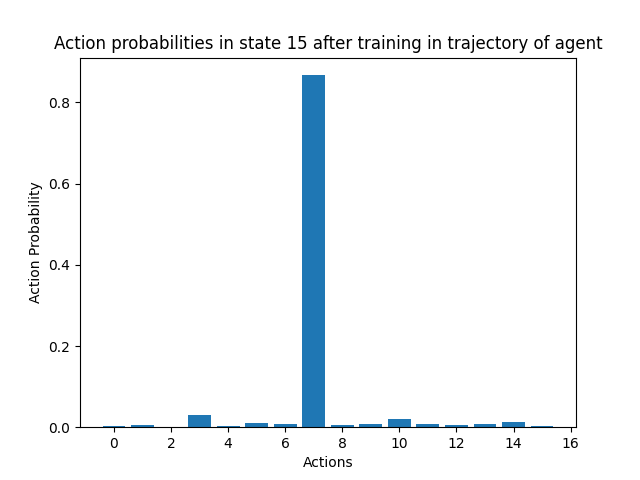 Action probabilities in state 15 after training in trajectory of agent
0.8
0.6
0.4
0.2
0.0
Action Probability
0 2 4 6 8 10 12 14 16
Actions